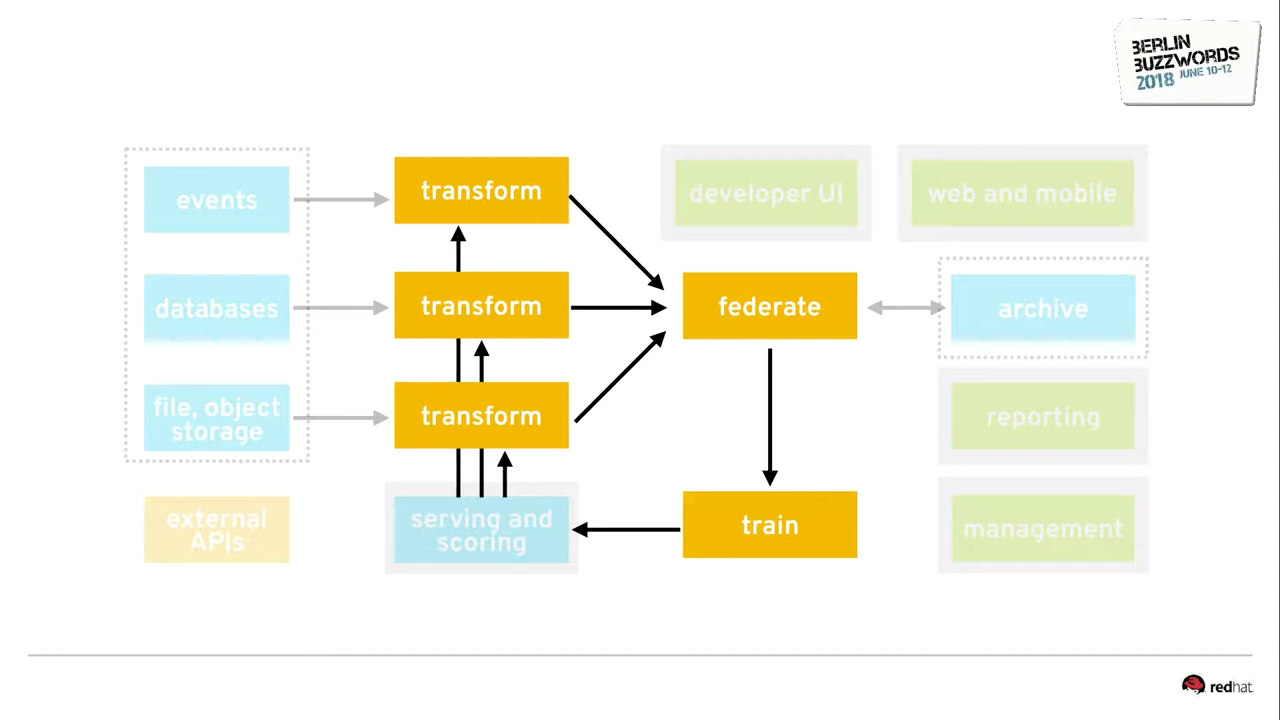 BERLIN
BUZZWORDS
2018 JUNE 10-12
events
transform
developer UI
web and mobile
databases
transform
federate
archive
file, object
storage
transform
reporting
external
APIs
serving and
scoring
train
management
redhat.